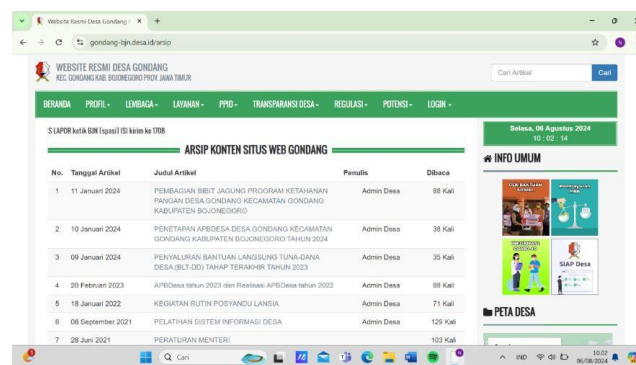 Website Resmi Desa Gondang
gondang-bjn.desa.id/arsip
WEBSITE RESMI DESA GONDANG
KEC. GONDANG KAB. BOJONEGORO PROV. JAWA TIMUR
Cari Artikel
Cari
BERANDA PROFIL LEMBAGA LAYANAN PPID TRANSPARANSI DESA REGULASI POTENSI LOGIN
S LAPOR ketik BJN [spasi] ISI kirim ke 1708
Selasa, 06 Agustus 2024
10 : 02 : 14
ARSIP KONTEN SITUS WEB GONDANG
INFO UMUM
No. Tanggal Artikel Judul Artikel Penulis Dibaca
1 11 Januari 2024 PEMBAGIAN BIBIT JAGUNG PROGRAM KETAHANAN Admin Desa 88 Kali
PANGAN DESA GONDANG KECAMATAN GONDANG
KABUPATEN BOJONEGORO
2 10 Januari 2024 PENETAPAN APBDESA DESA GONDANG KECAMATAN Admin Desa 38 Kali
GONDANG KABUPATEN BOJONEGORO TAHUN 2024
3 09 Januari 2024 PENYALURAN BANTUAN LANGSUNG TUNA-DANA Admin Desa 35 Kali
DESA (BLT-DD) TAHAP TERAKHIR TAHUN 2023
4 20 Februari 2023 APBDesa tahun 2023 dan Realisasi APBDesa tahun 2022 Admin Desa 88 Kali
5 18 Januari 2022 KEGIATAN RUTIN POSYANDU LANSIA Admin Desa 71 Kali
6 08 September 2021 PELATIHAN SISTEM INFORMASI DESA Admin Desa 129 Kali
7 28 Juni 2021 PERATURAN MENTERI 103 Kali
SIAP Desa
PETA DESA
Cari
IND
10.02
06/08/2024